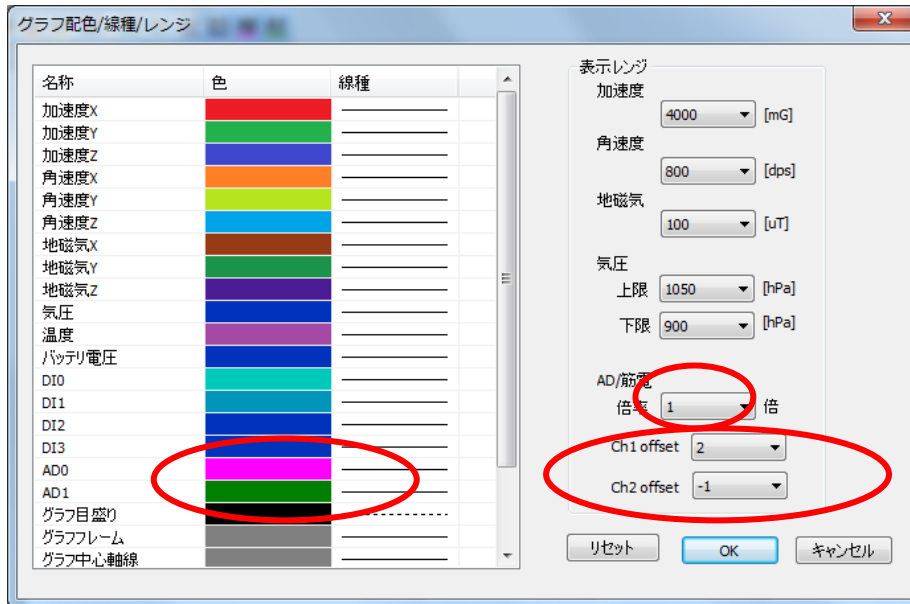 グラフ配色/線種/レンジ
名称 色 線種
加速度X
加速度Y
加速度Z
角速度X
角速度Y
角速度Z
地磁気X
地磁気Y
地磁気Z
気圧
温度
バッテリ電圧
DI0
DI1
DI2
DI3
AD0
AD1
グラフ目盛り
グラフフレーム
グラフ中心軸線
表示レンジ
加速度
4000 [mG]
角速度
800 [dps]
地磁気
100 [uT]
気圧
上限 1050 [hPa]
下限 900 [hPa]
AD/筋電
倍率 1 倍
Ch1 offset 2
Ch2 offset -1
リセット OK キャンセル